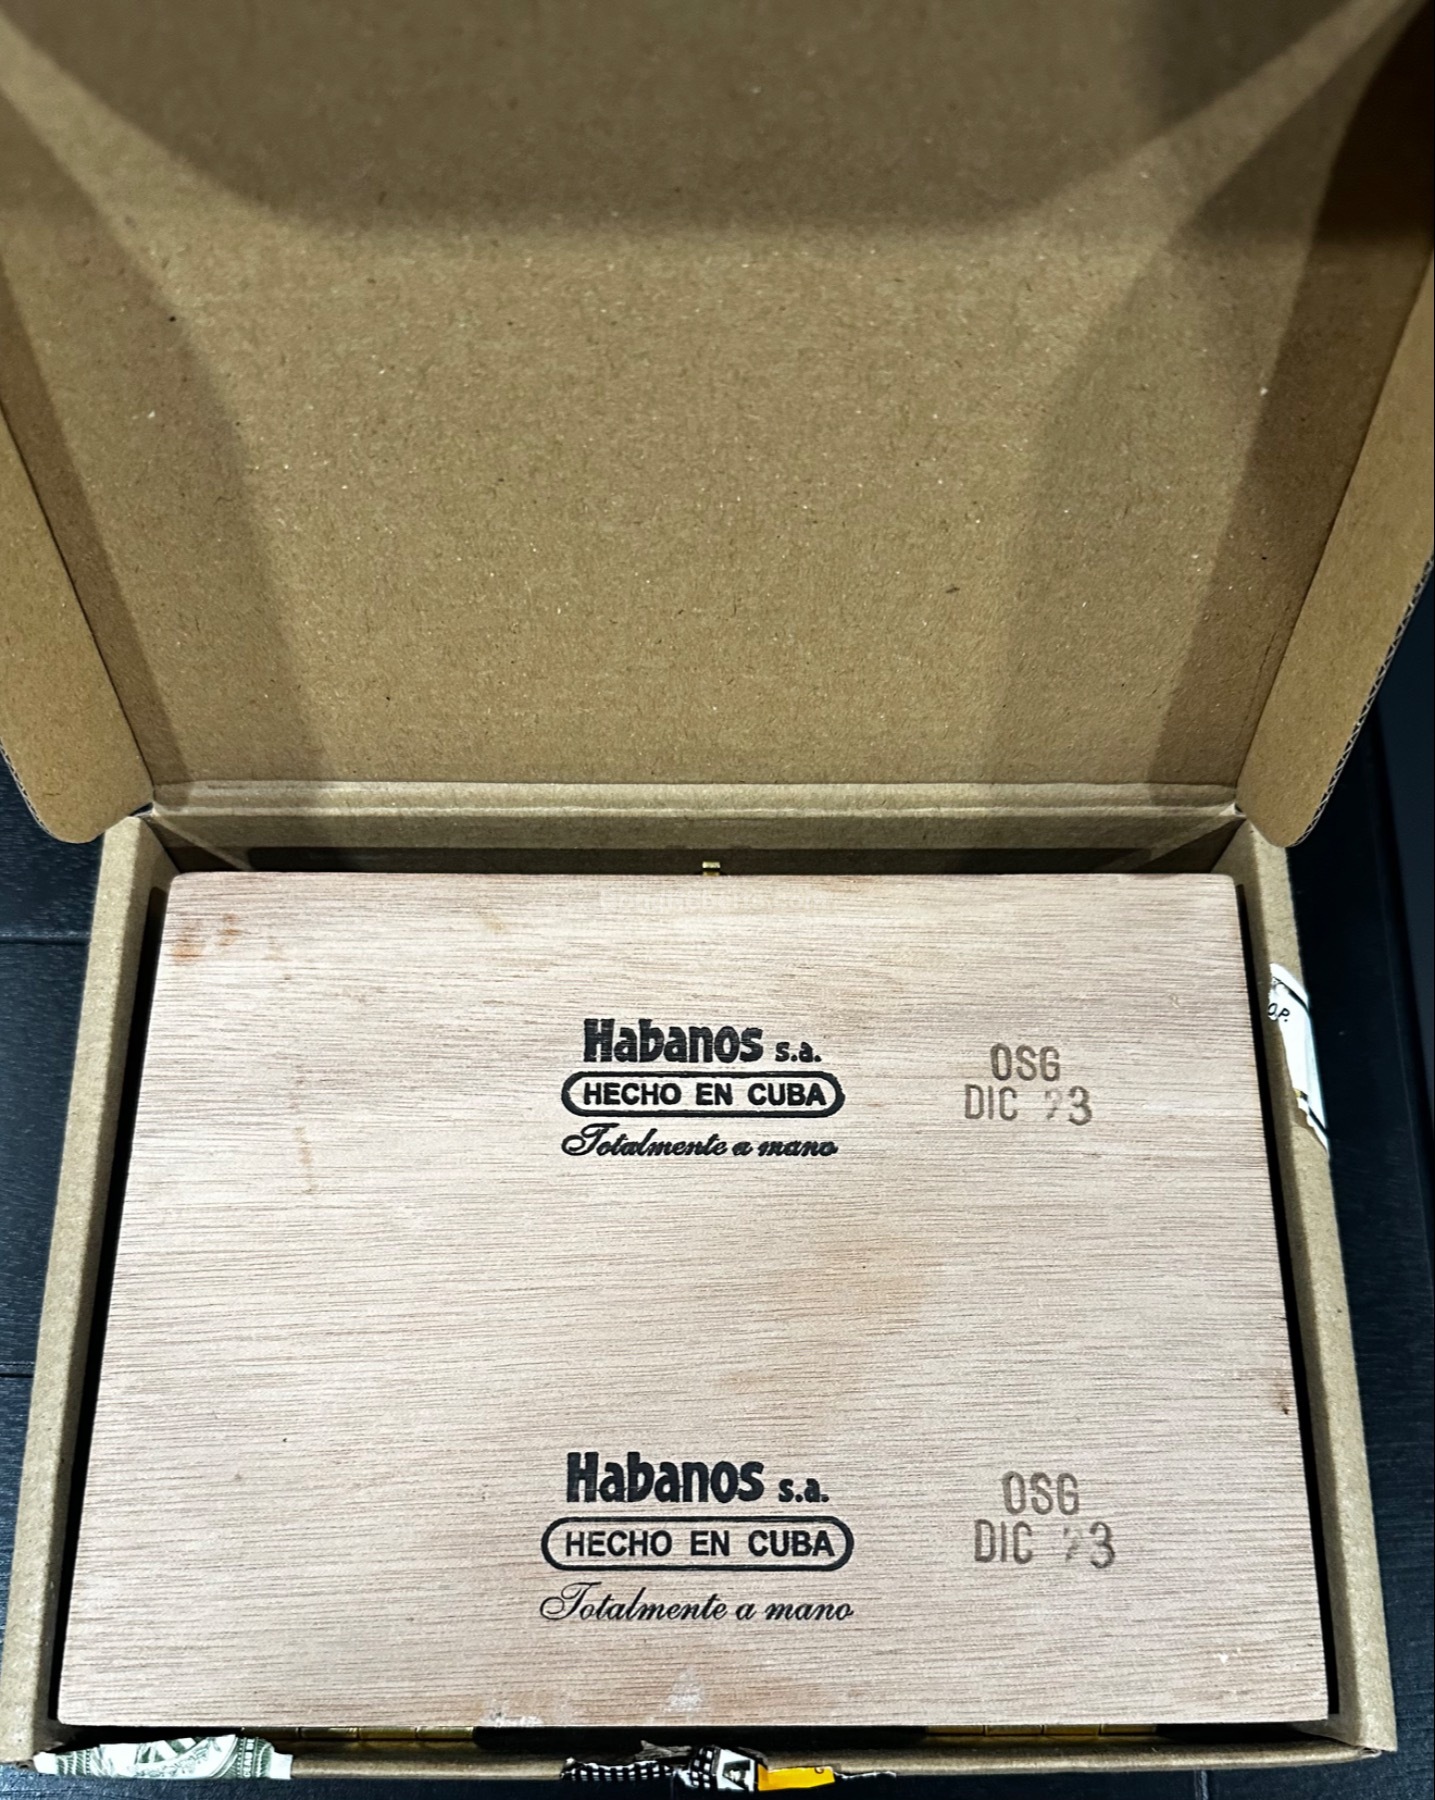 Habanos s.a.
HECHO EN CUBA
Totalmente a mano
OSG
DIC 23
O.P.
Habanos s.a.
HECHO EN CUBA
Totalmente a mano
OSG
DIC 23